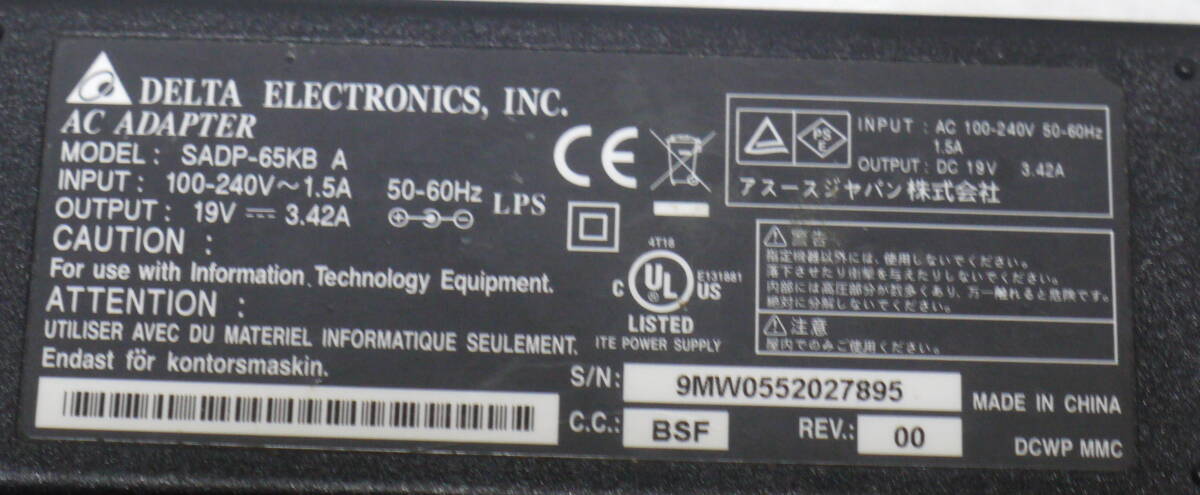 DELTA ELECTRONICS, INC.
AC ADAPTER
MODEL: SADP-65KB A
INPUT: 100-240V～1.5A 50-60Hz
OUTPUT: 19V ⎓ 3.42A
LPS
CAUTION :
For use with Information Technology Equipment.
ATTENTION :
UTILISER AVEC DU MATERIEL INFORMATIQUE SEULEMENT.
Endast för kontorsmaskin.
CE
4T18
C UL US
E131881
LISTED
ITE POWER SUPPLY
PS E
INPUT : AC 100-240V 50-60Hz
1.5A
OUTPUT: DC 19V 3.42A
アスースジャパン株式会社
警告
指定機器以外には、使用しないでください。
落下させたり衝撃を与えたりしないでください。
内部には高圧部分が数多くあり、万一触れると危険です。
絶対に分解しないでください。
注意
屋内でのみご使用ください。
S/N: 9MW0552027895
C.C.: BSF
REV.: 00
MADE IN CHINA
DCWP MMC